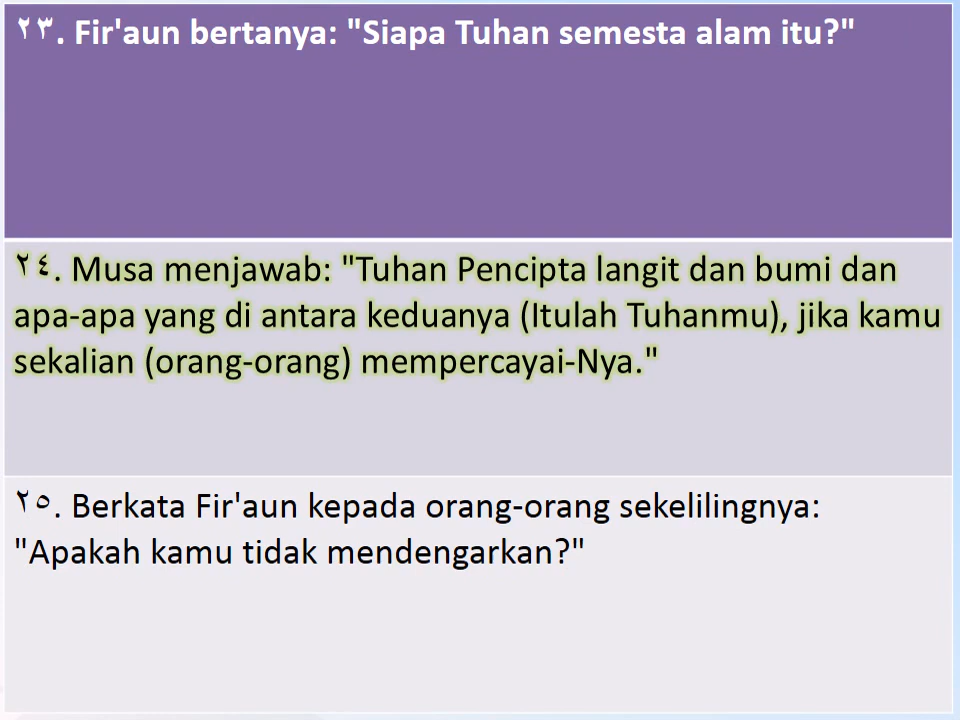 ٢٣. Fir'aun bertanya: "Siapa Tuhan semesta alam itu?"
٢٤. Musa menjawab: "Tuhan Pencipta langit dan bumi dan
apa-apa yang di antara keduanya (Itulah Tuhanmu), jika kamu
sekalian (orang-orang) mempercayai-Nya."
٢٥. Berkata Fir'aun kepada orang-orang sekelilingnya:
"Apakah kamu tidak mendengarkan?"